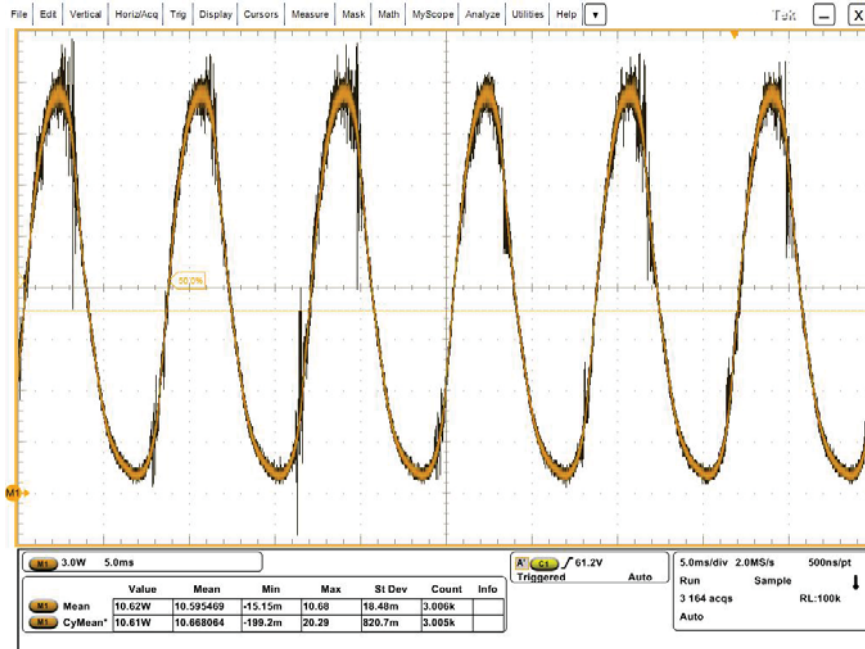 File Edit Vertical Horiz/Acq Trig Display Cursors Measure Mask Math MyScope Analyze Utilities Help Tek X
50.0%
M1
M1 3.0W 5.0ms
A' C1 61.2V
Triggered Auto
5.0ms/div 2.0MS/s 500ns/pt
Run Sample
3 164 acqs RL:100k
Auto
Value Mean Min Max St Dev Count Info
M1 Mean 10.62W 10.595469 -15.15m 10.68 18.48m 3.006k
M1 CyMean* 10.61W 10.668064 -199.2m 20.29 820.7m 3.005k